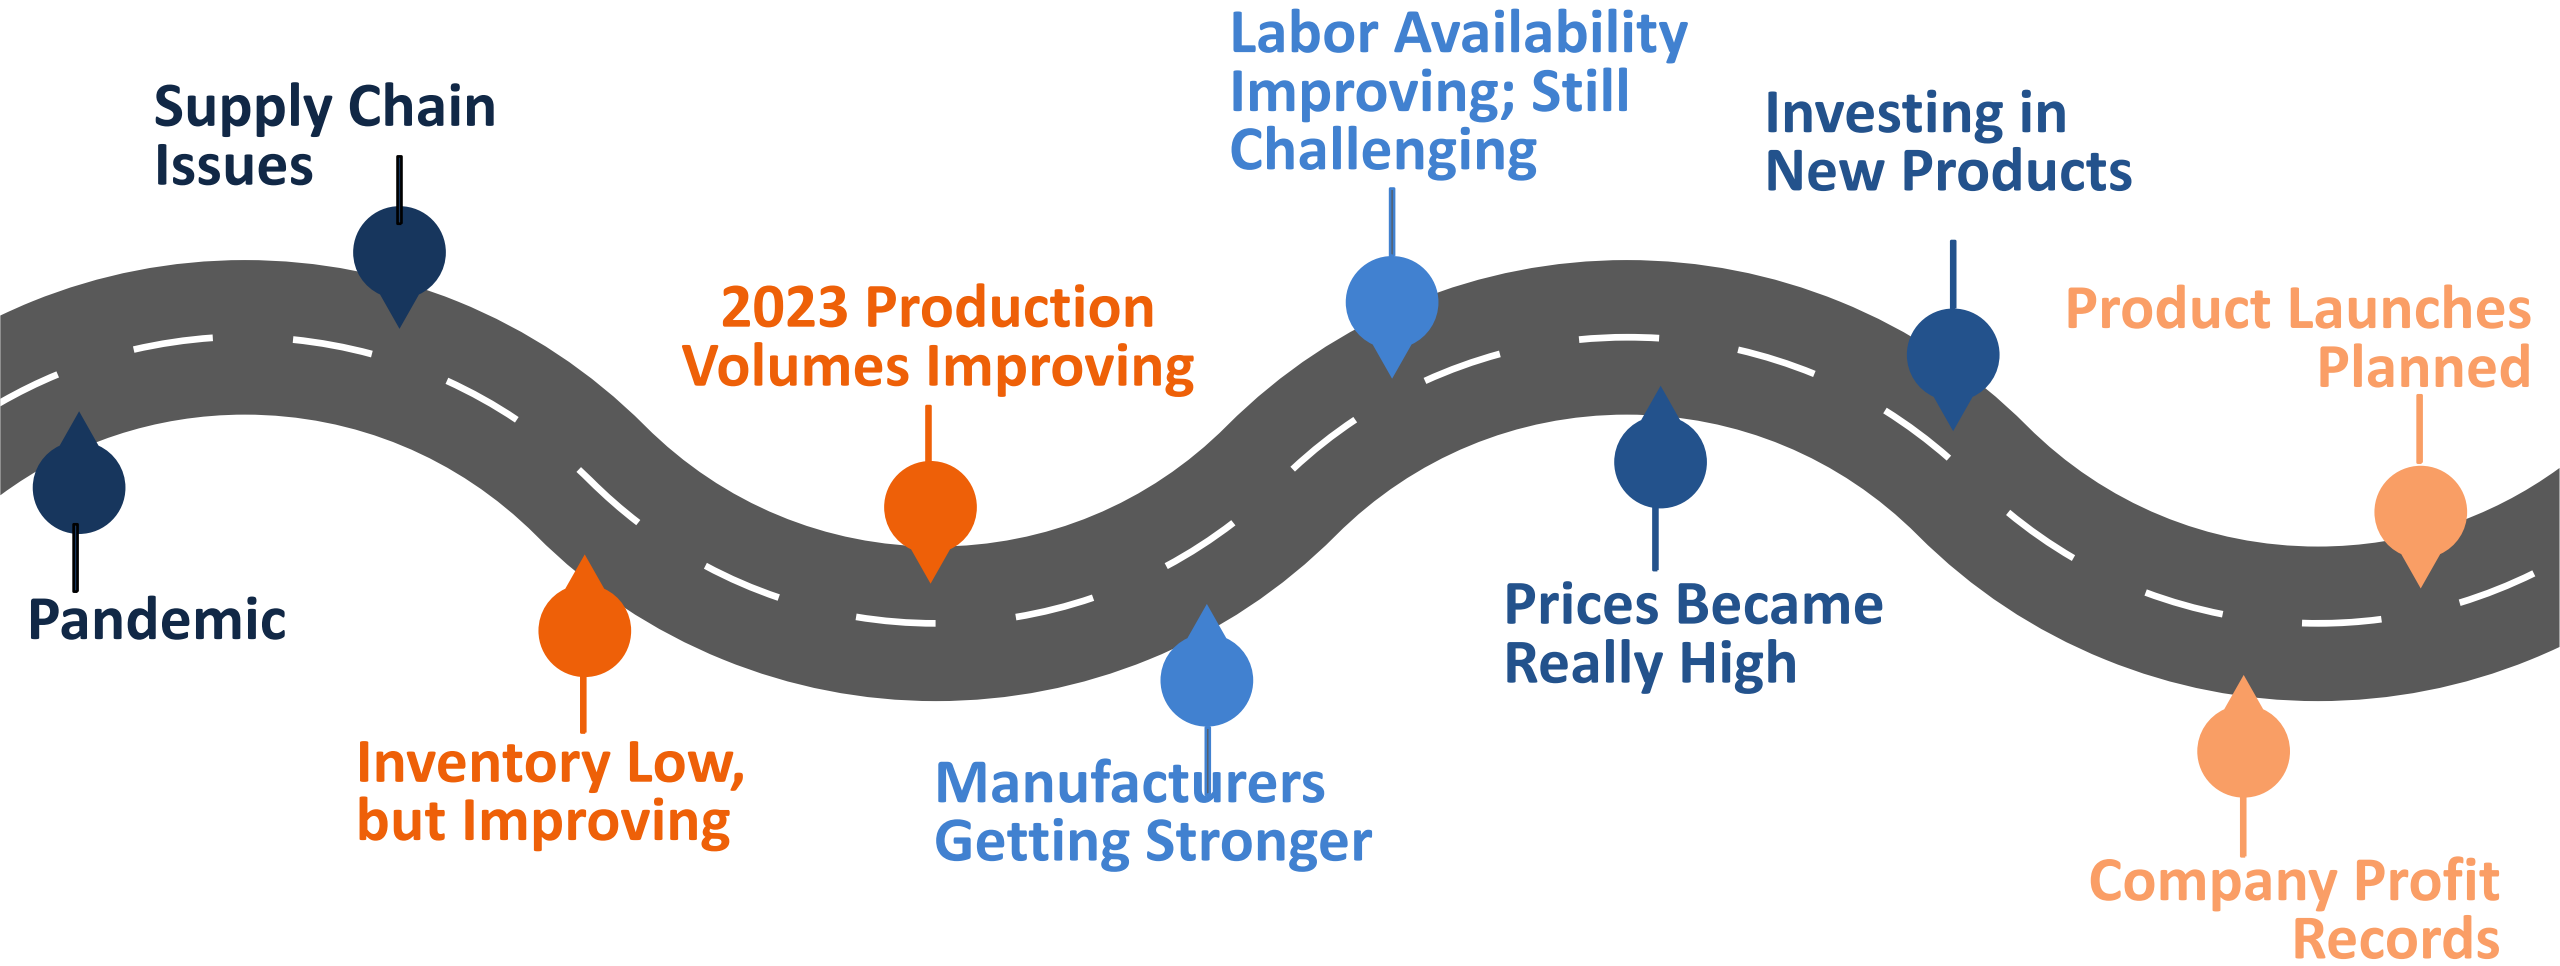 Supply Chain
Issues
Pandemic
Inventory Low,
but Improving
2023 Production
Volumes Improving
Manufacturers
Getting Stronger
Labor Availability
Improving; Still
Challenging
Prices Became
Really High
Investing in
New Products
Company Profit
Records
Product Launches
Planned